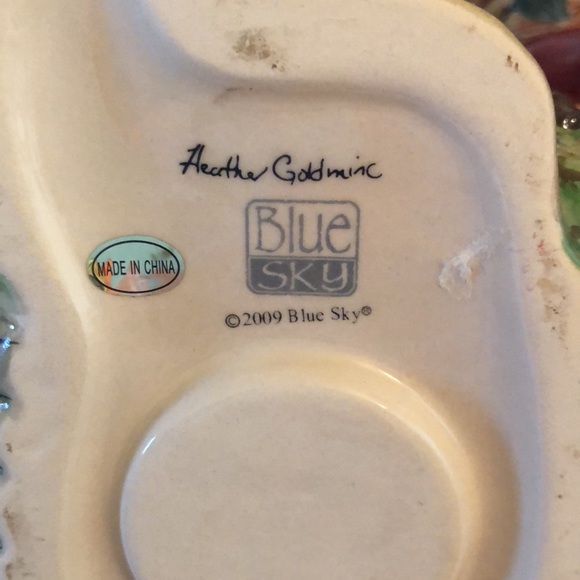 Heather Goldminc
Blue
SKY
MADE IN CHINA
©2009 Blue Sky®